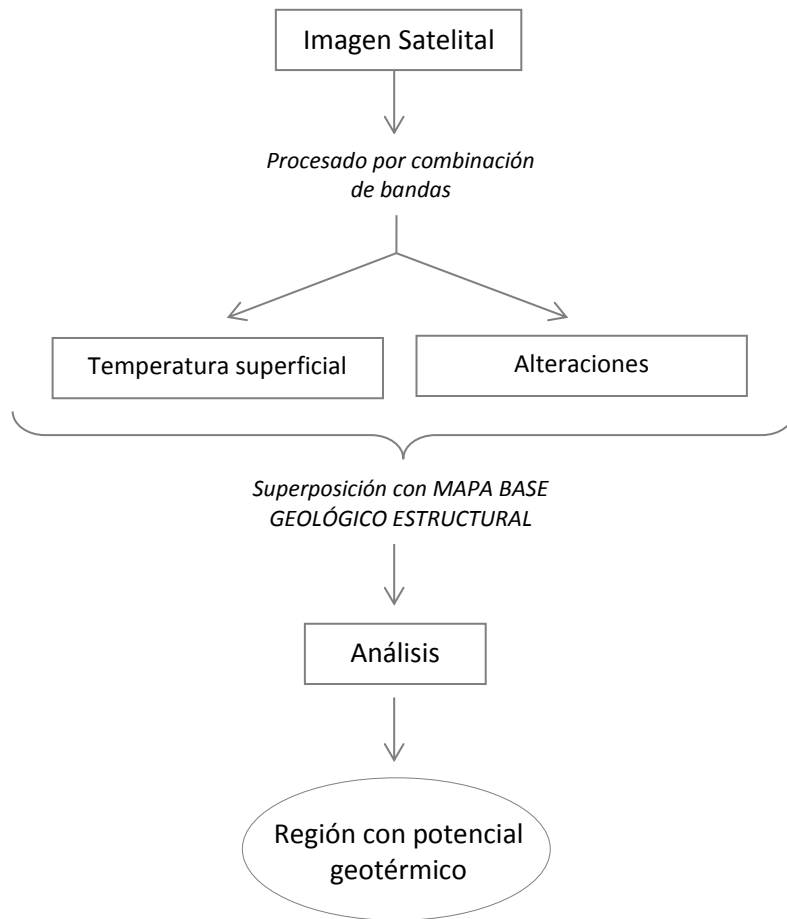 Imagen Satelital
Procesado por combinación
de bandas
Temperatura superficial
Alteraciones
Superposición con MAPA BASE
GEOLÓGICO ESTRUCTURAL
Análisis
Región con potencial
geotérmico